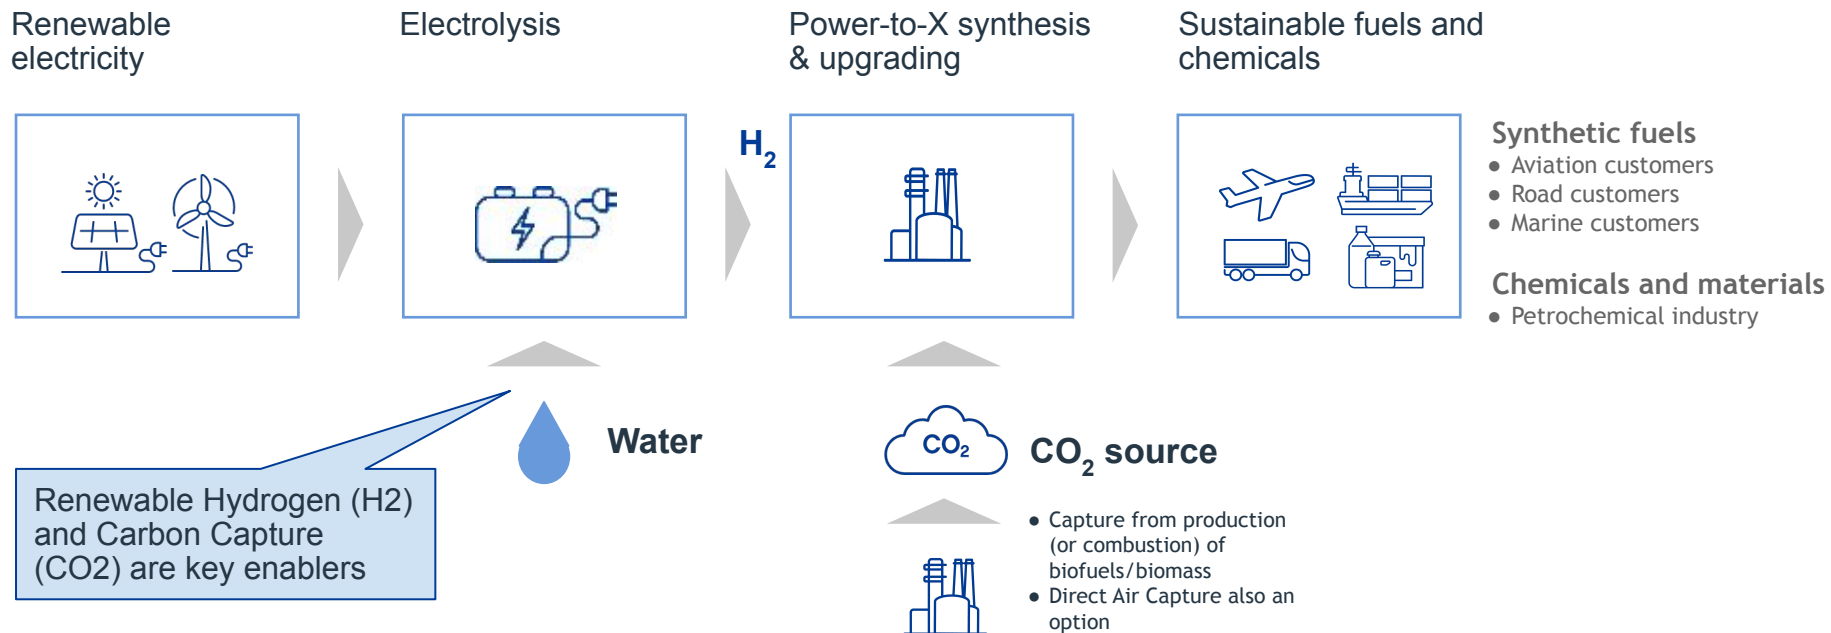 Renewable
electricity
Electrolysis
Power-to-X synthesis
& upgrading
Sustainable fuels and
chemicals
H₂
Synthetic fuels
● Aviation customers
● Road customers
● Marine customers
Chemicals and materials
● Petrochemical industry
Water
CO₂
CO₂ source
Renewable Hydrogen (H2)
and Carbon Capture
(CO2) are key enablers
● Capture from production
(or combustion) of
biofuels/biomass
● Direct Air Capture also an
option